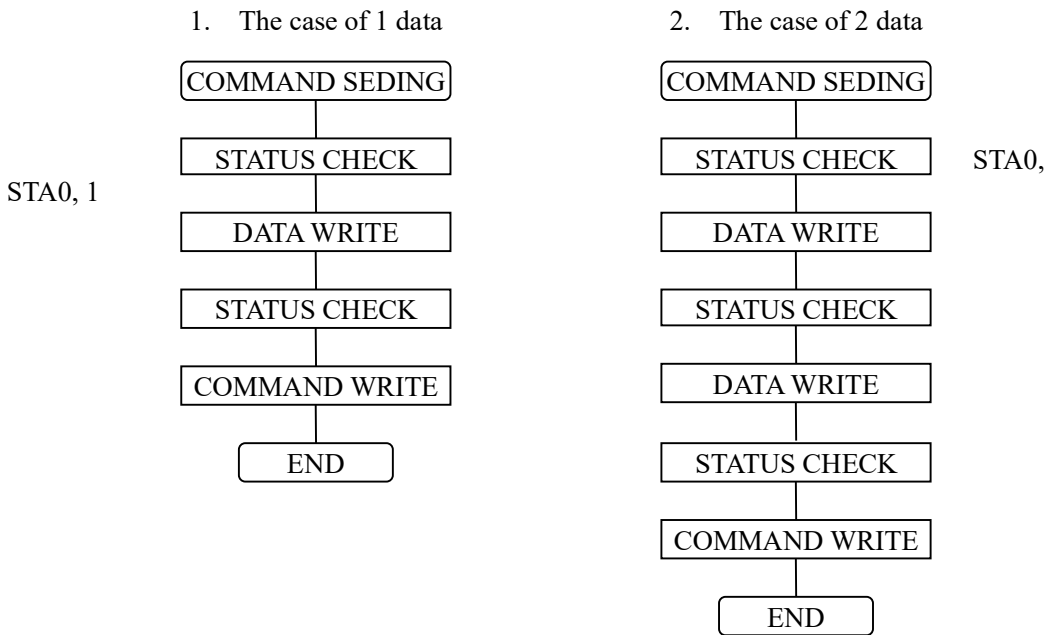 1. The case of 1 data
COMMAND SEDING
STATUS CHECK
STA0, 1
DATA WRITE
STATUS CHECK
COMMAND WRITE
END
2. The case of 2 data
COMMAND SEDING
STATUS CHECK
STA0,
DATA WRITE
STATUS CHECK
DATA WRITE
STATUS CHECK
COMMAND WRITE
END